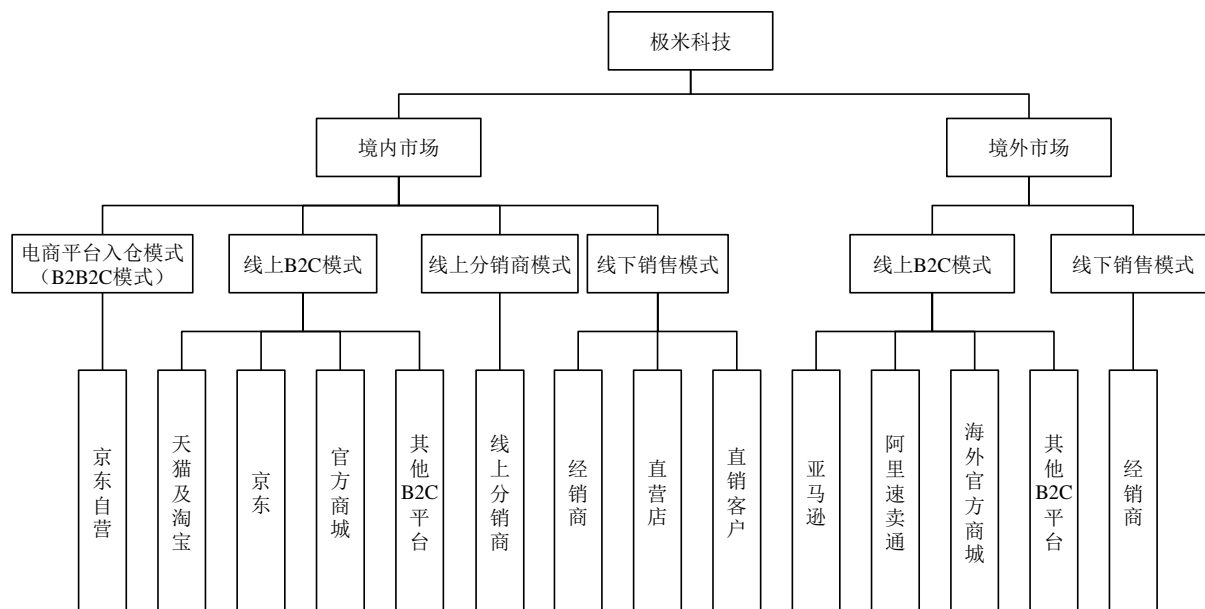 极米科技
境内市场
境外市场
电商平台入仓模式
（B2B2C模式）
线上B2C模式
线上分销商模式
线下销售模式
线上B2C模式
线下销售模式
京东自营
天猫及淘宝
京东
官方商城
其他B2C平台
线上分销商
经销商
直营店
直销客户
亚马逊
阿里速卖通
海外官方商城
其他B2C平台
经销商